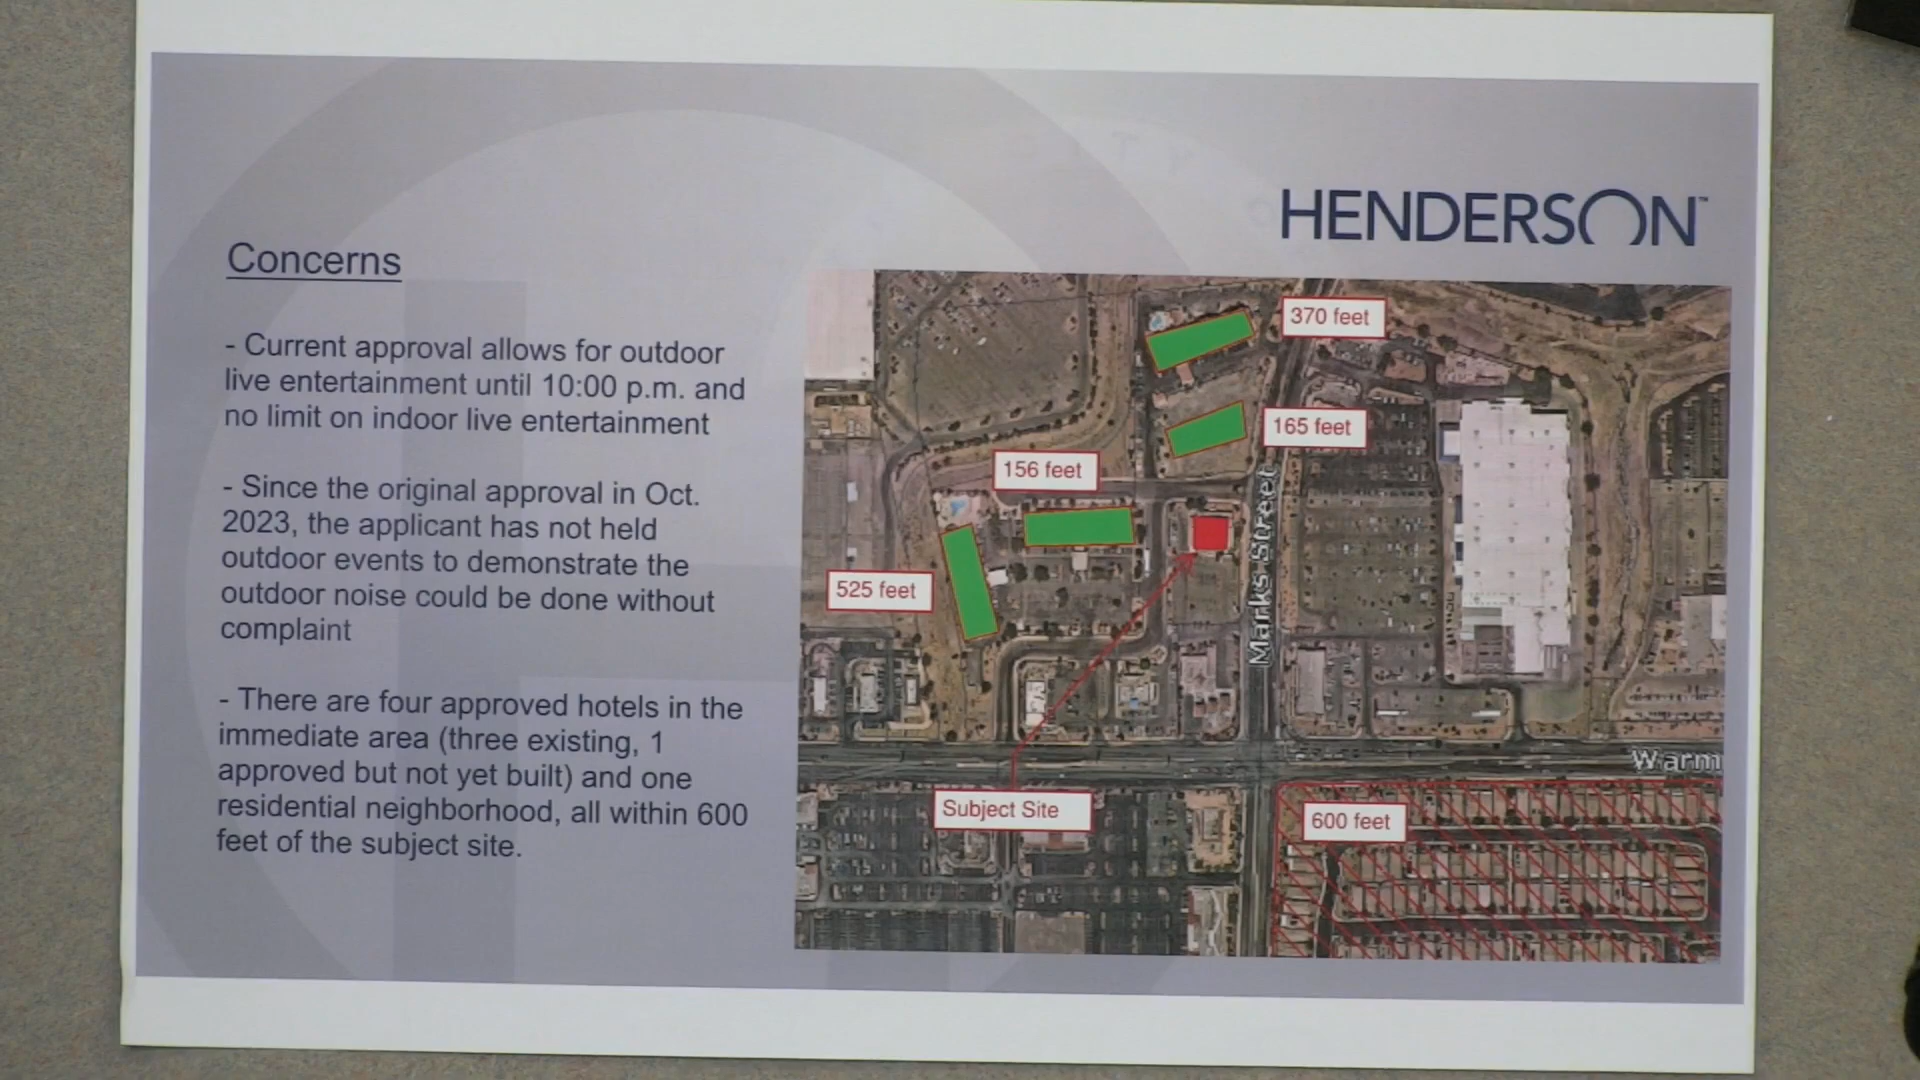 HENDERSON™
Concerns
- Current approval allows for outdoor
live entertainment until 10:00 p.m. and
no limit on indoor live entertainment
- Since the original approval in Oct.
2023, the applicant has not held
outdoor events to demonstrate the
outdoor noise could be done without
complaint
- There are four approved hotels in the
immediate area (three existing, 1
approved but not yet built) and one
residential neighborhood, all within 600
feet of the subject site.
370 feet
165 feet
156 feet
525 feet
Marks Street
Warm
Subject Site
600 feet